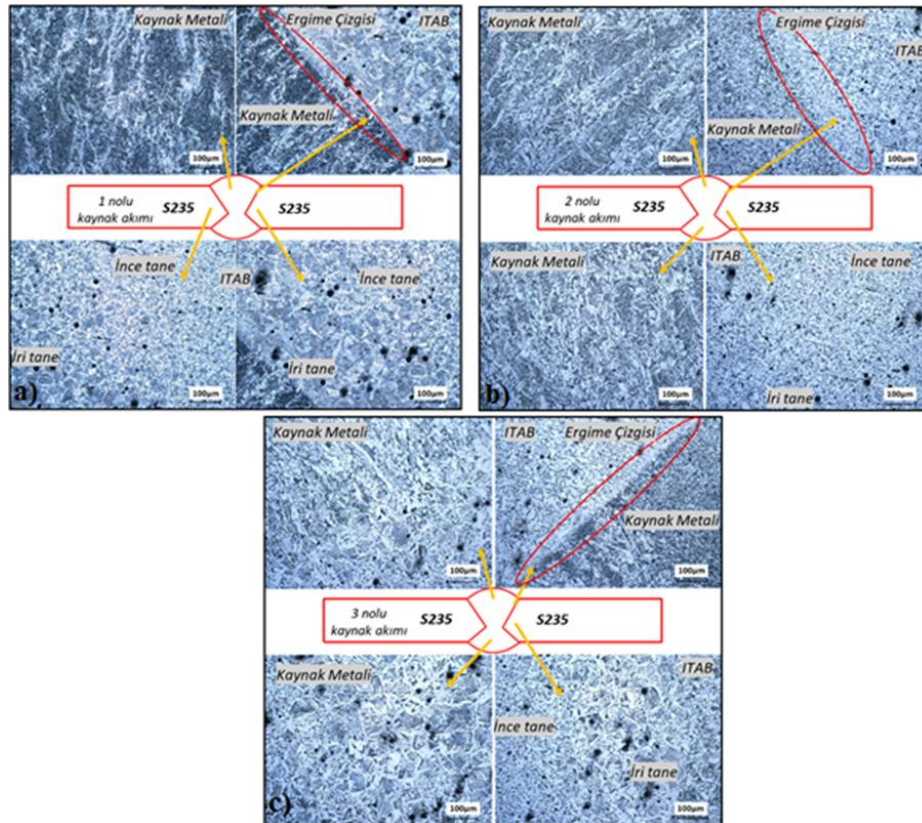 Kaynak Metali
Ergime Çizgisi
ITAB
Kaynak Metali
100µm
100µm
1 nolu
kaynak akımı
S235
S235
İnce tane
ITAB
İnce tane
İri tane
İri tane
a)
100µm
100µm
Kaynak Metali
Ergime Çizgisi
ITAB
Kaynak Metali
100µm
100µm
2 nolu
kaynak akımı
S235
S235
Kaynak Metali
ITAB
İnce tane
İri tane
b)
100µm
100µm
Kaynak Metali
ITAB
Ergime Çizgisi
Kaynak Metali
100µm
100µm
3 nolu
kaynak akımı
S235
S235
Kaynak Metali
ITAB
İnce tane
İri tane
c)
100µm
100µm